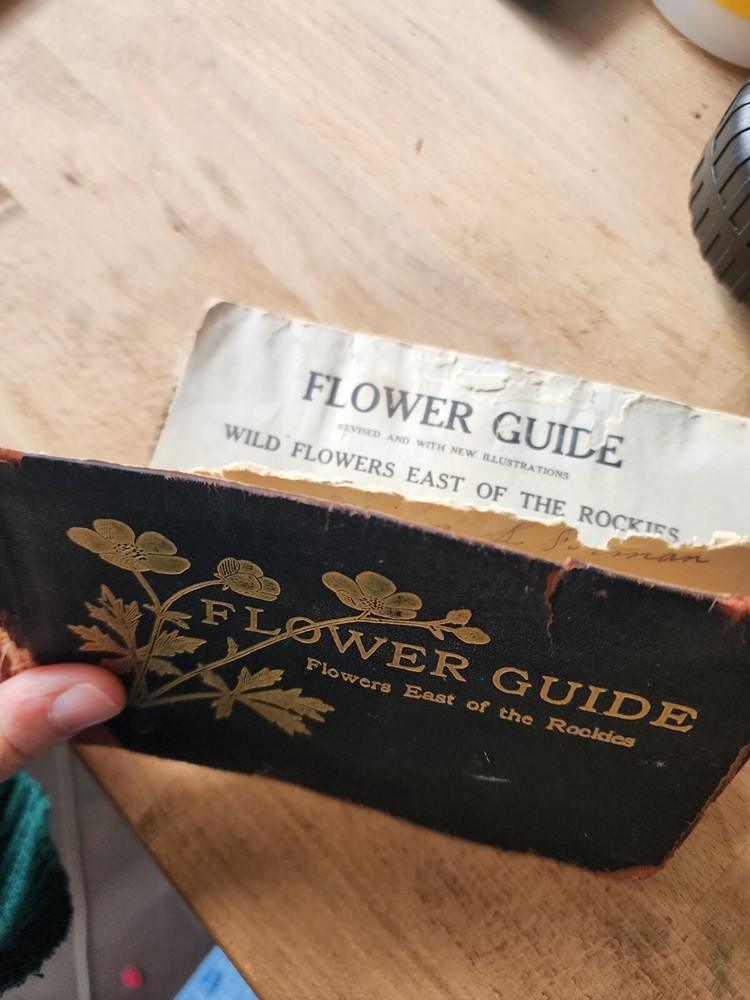 FLOWER GUIDE
REVISED AND WITH NEW ILLUSTRATIONS
WILD FLOWERS EAST OF THE ROCKIES
FLOWER GUIDE
Flowers East of the Rockies